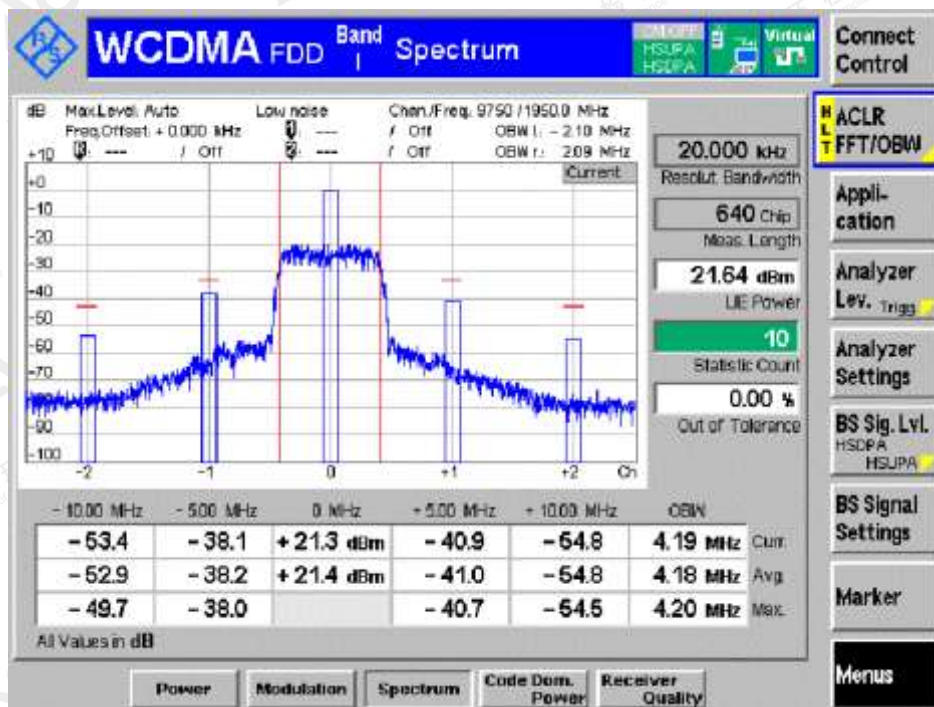 WCDMA FDD Band I Spectrum
HSUPA
HSDPA
Virtual
Connect Control
dB Max.Level: Auto Low noise Chan./Freq.: 9750 / 1950.0 MHz
Freq.Offset: + 0.000 kHz 1: --- / Off OBW l.: - 2.10 MHz
--- / Off 2: --- / Off OBW r.: 2.09 MHz
Current
+10
+0
-10
-20
-30
-40
-50
-60
-70
-90
-100
-2 -1 0 +1 +2 Ch
20.000 kHz
Resolut. Bandwidth
640 Chip
Meas. Length
21.64 dBm
UE Power
10
Statistic Count
0.00 %
Out of Tolerance
- 10.00 MHz - 5.00 MHz 0 MHz + 5.00 MHz + 10.00 MHz OBW
- 53.4 - 38.1 + 21.3 dBm - 40.9 - 54.8 4.19 MHz Curr.
- 52.9 - 38.2 + 21.4 dBm - 41.0 - 54.8 4.18 MHz Avg.
- 49.7 - 38.0 - 40.7 - 54.5 4.20 MHz Max.
All Values in dB
HLT
ACLR
FFT/OBW
Appli-
cation
Analyzer
Lev. Trigg.
Analyzer
Settings
BS Sig. Lvl.
HSDPA
HSUPA
BS Signal
Settings
Marker
Menus
Power Modulation Spectrum Code Dom. Power Receiver Quality